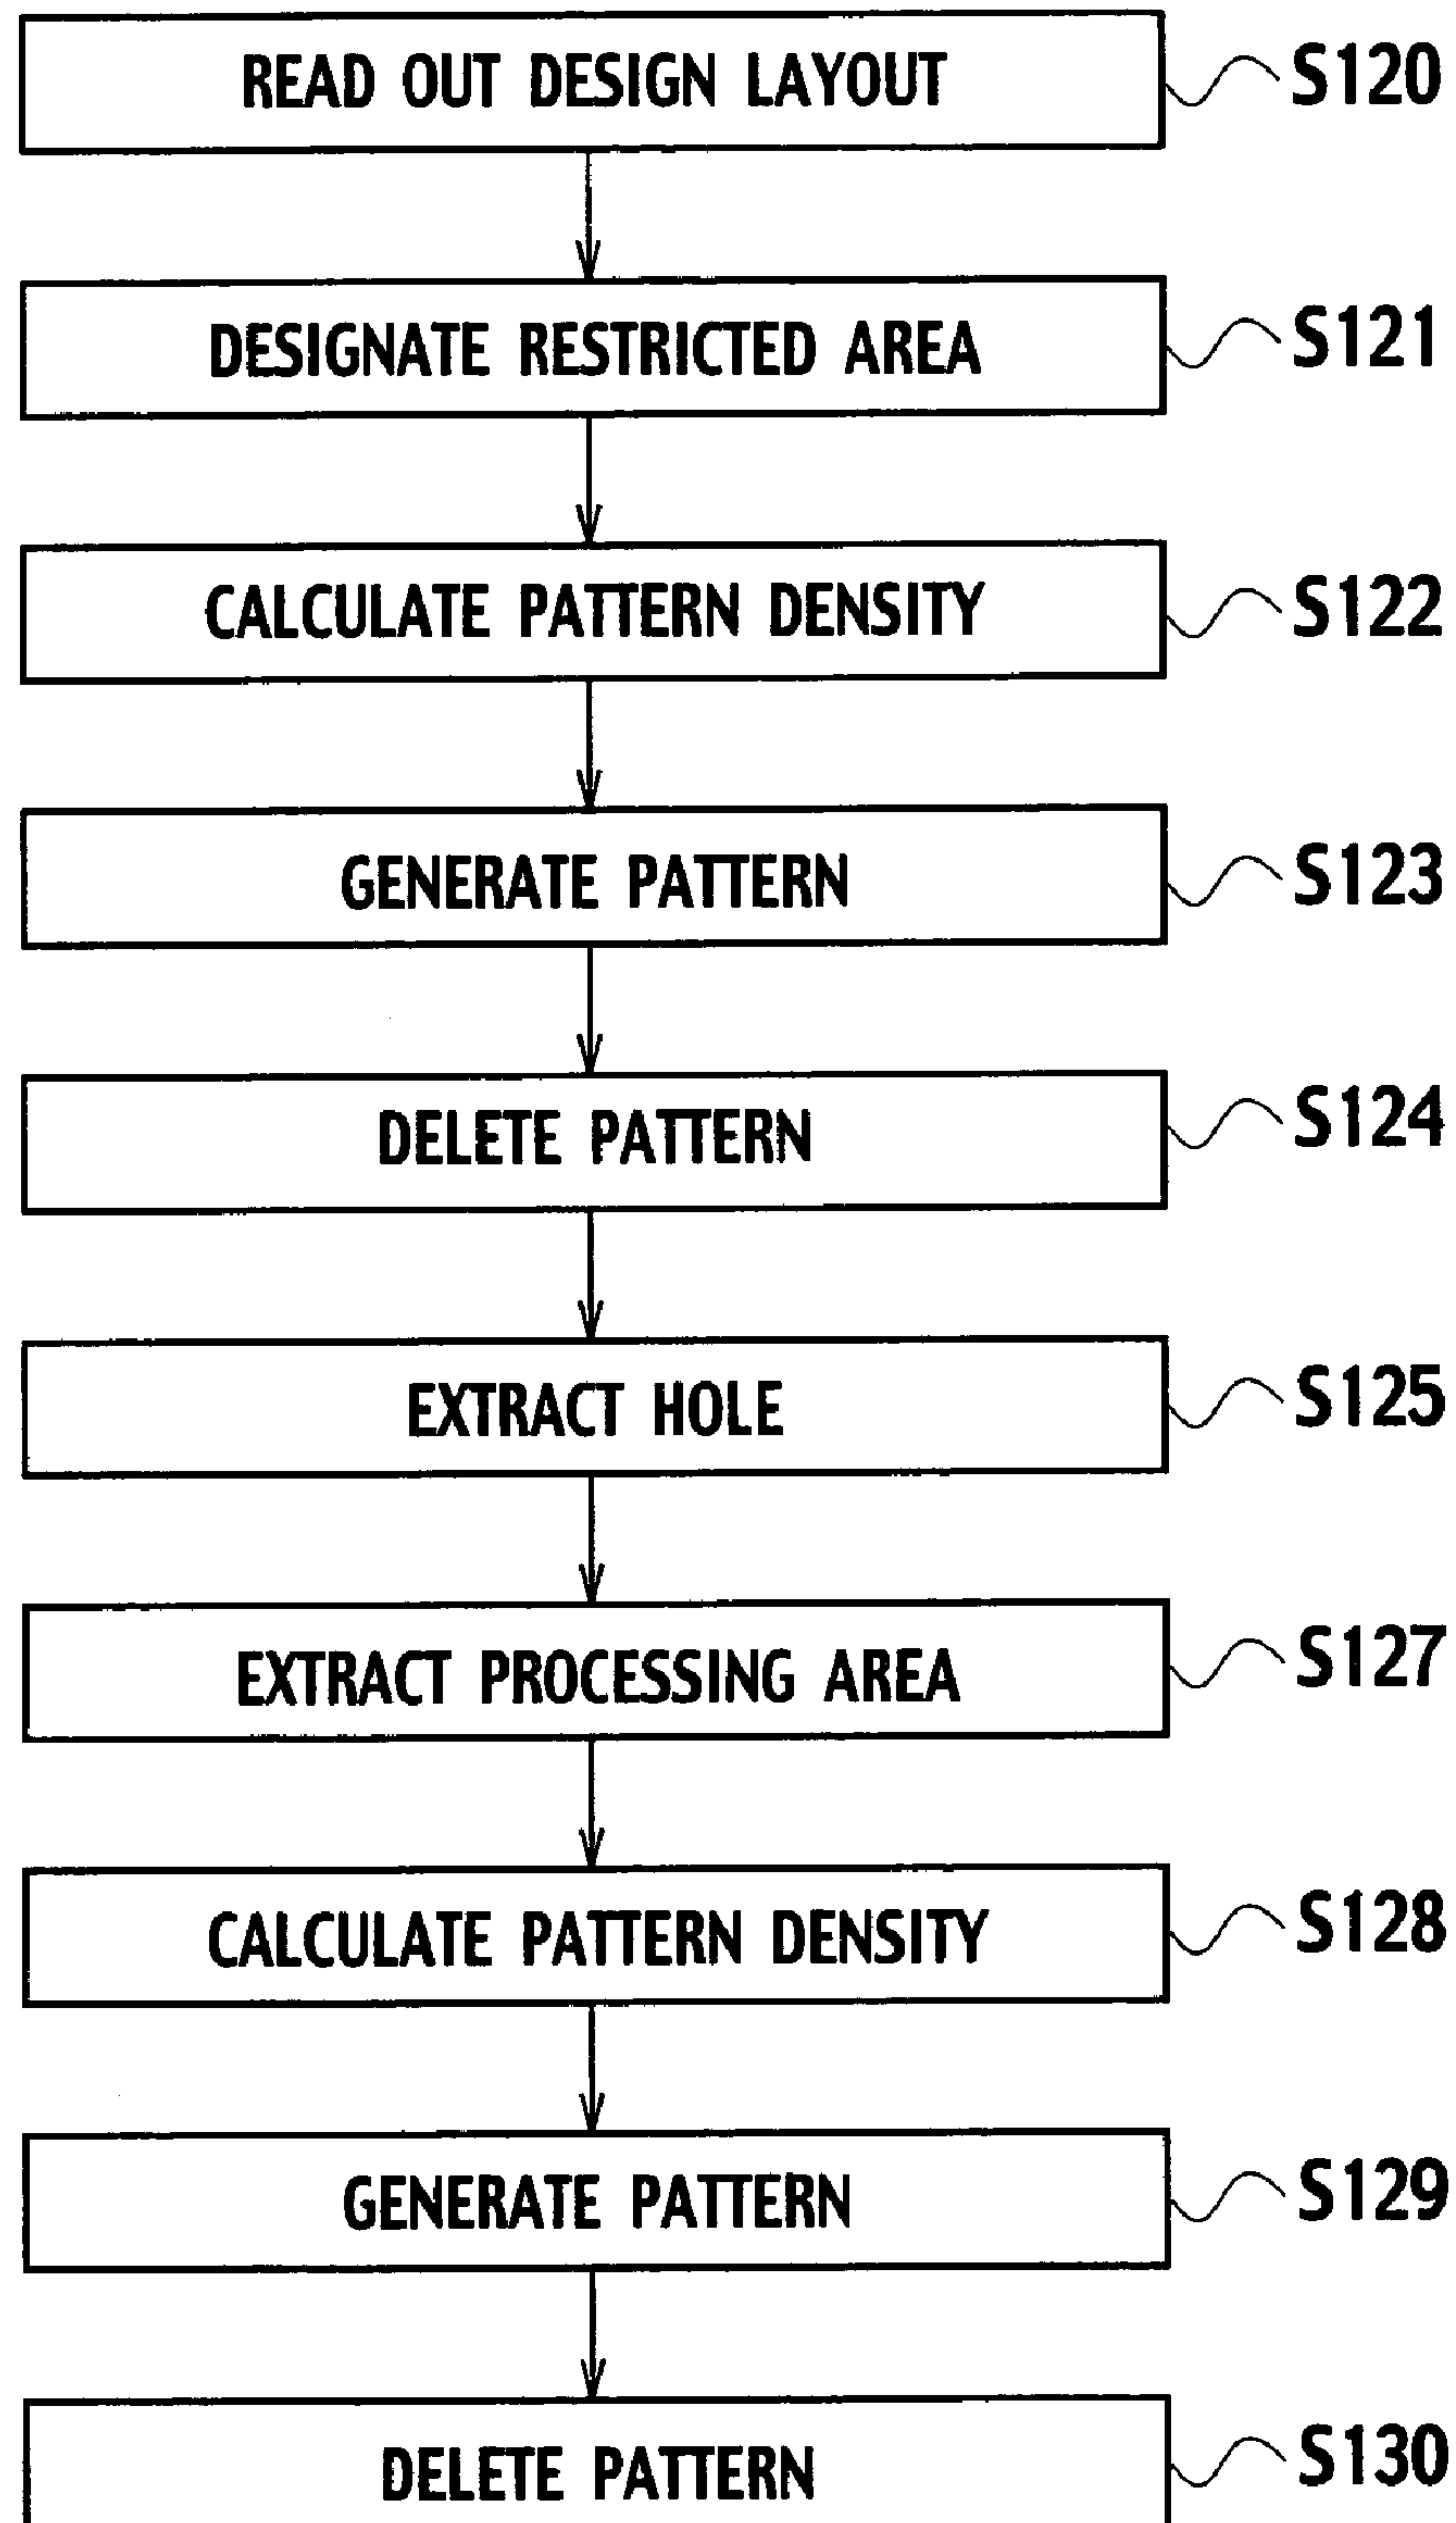 READ OUT DESIGN LAYOUT S120
DESIGNATE RESTRICTED AREA S121
CALCULATE PATTERN DENSITY S122
GENERATE PATTERN S123
DELETE PATTERN S124
EXTRACT HOLE S125
EXTRACT PROCESSING AREA S127
CALCULATE PATTERN DENSITY S128
GENERATE PATTERN S129
DELETE PATTERN S130